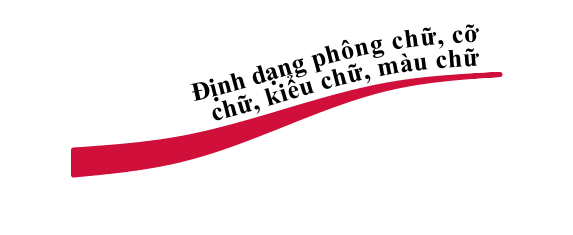 Định dạng phông chữ, cỡ
chữ, kiểu chữ, màu chữ